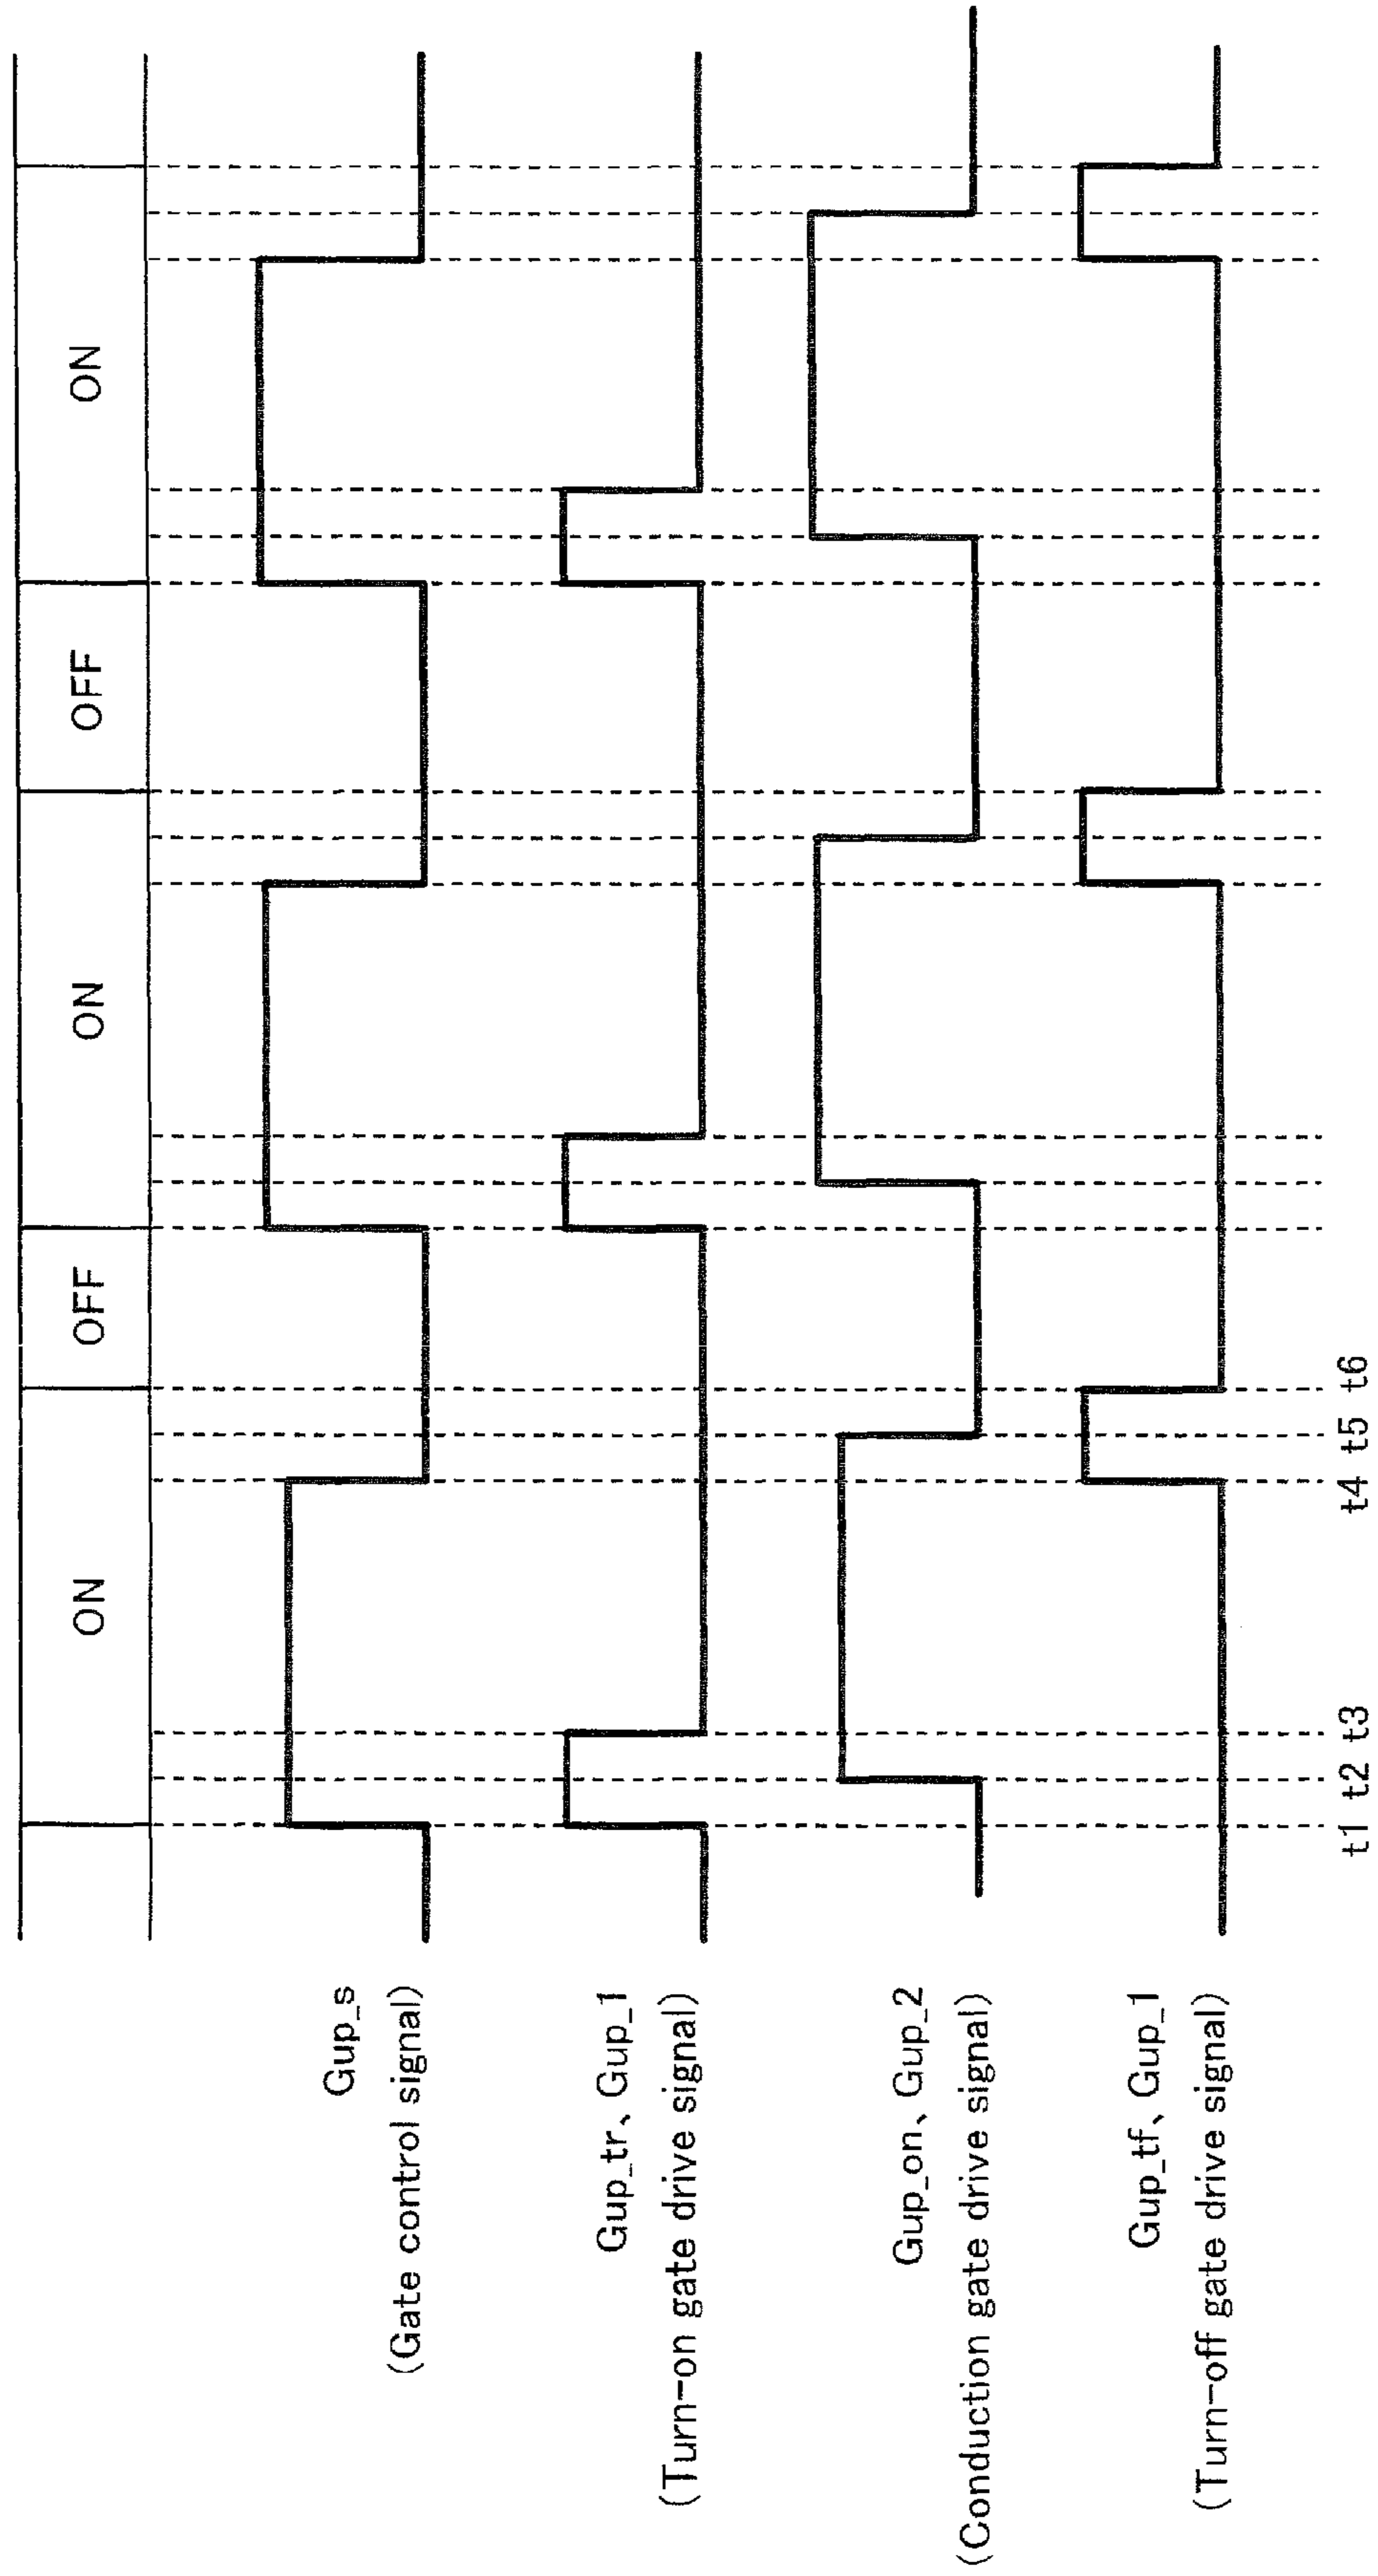 ON
OFF
ON
OFF
ON
Gup_s
(Gate control signal)
Gup_tr、Gup_1
(Turn-on gate drive signal)
Gup_on、Gup_2
(Conduction gate drive signal)
Gup_tf、Gup_1
(Turn-off gate drive signal)
t1 t2 t3 t4 t5 t6